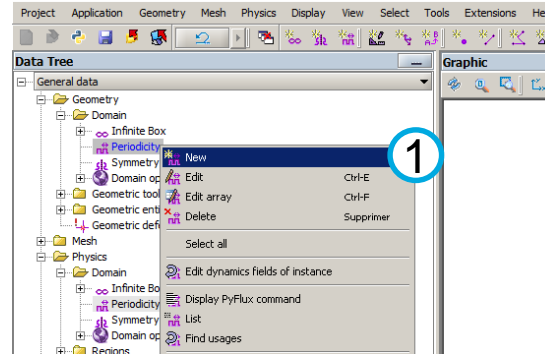 Project Application Geometry Mesh Physics Display View Select Tools Extensions He
Data Tree
Graphic
General data
Geometry
Domain
Infinite Box
Periodicity
Symmetry
Domain op
Geometric tool
Geometric enti
Geometric defe
Mesh
Physics
Domain
Infinite Bo
Periodicity
Symmetry
Domain op
Regions
New
1
Edit Ctrl-E
Edit array Ctrl-F
Delete Supprimer
Select all
Edit dynamics fields of instance
Display PyFlux command
List
Find usages